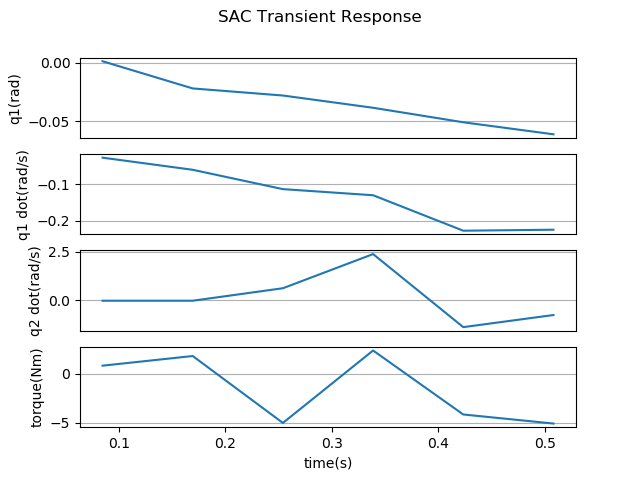 SAC Transient Response
0.00
−0.05
q1(rad)
−0.1
−0.2
q1 dot(rad/s)
2.5
0.0
q2 dot(rad/s)
0
−5
torque(Nm)
0.1 0.2 0.3 0.4 0.5
time(s)